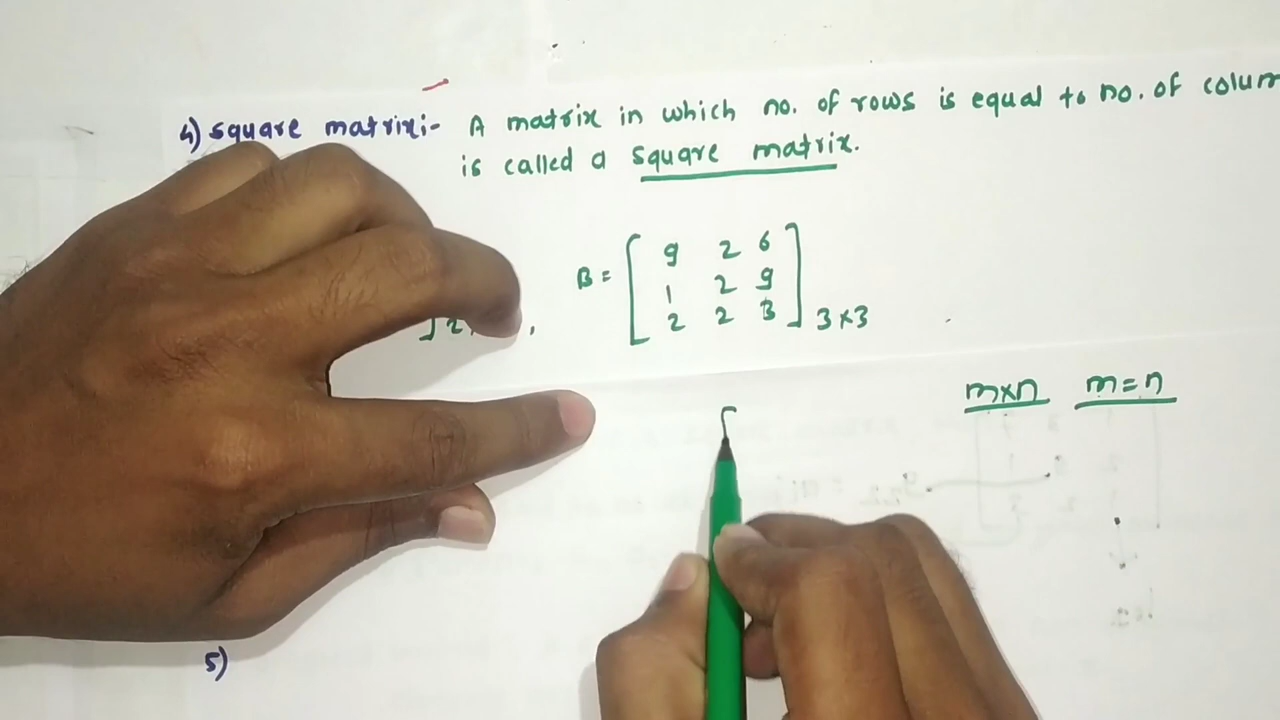 4) square matrix:- A matrix in which no. of rows is equal to no. of colum
is called a square matrix.
B = [ 9 2 6
1 2 9
2 2 3 ] 3×3
m×n m=n
5)